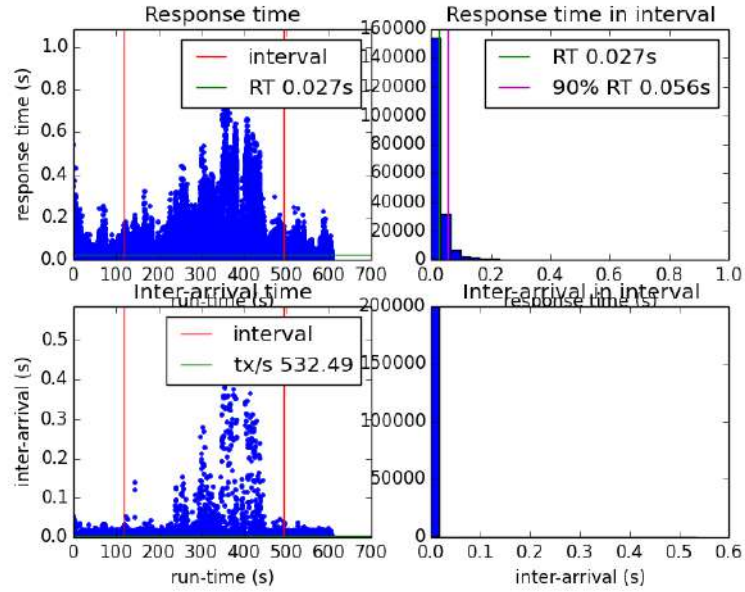 Response time
1.0
0.8
0.6
0.4
0.2
0.0
response time (s)
interval
RT 0.027s
0 100 200 300 400 500 600 700
run-time (s)
Response time in interval
160000
140000
120000
100000
80000
60000
40000
20000
0
RT 0.027s
90% RT 0.056s
0.0 0.2 0.4 0.6 0.8 1.0
response time (s)
Inter-arrival time
0.5
0.4
0.3
0.2
0.1
0.0
inter-arrival (s)
interval
tx/s 532.49
0 100 200 300 400 500 600 700
run-time (s)
Inter-arrival in interval
200000
150000
100000
50000
0
0.0 0.1 0.2 0.3 0.4 0.5 0.6
inter-arrival (s)